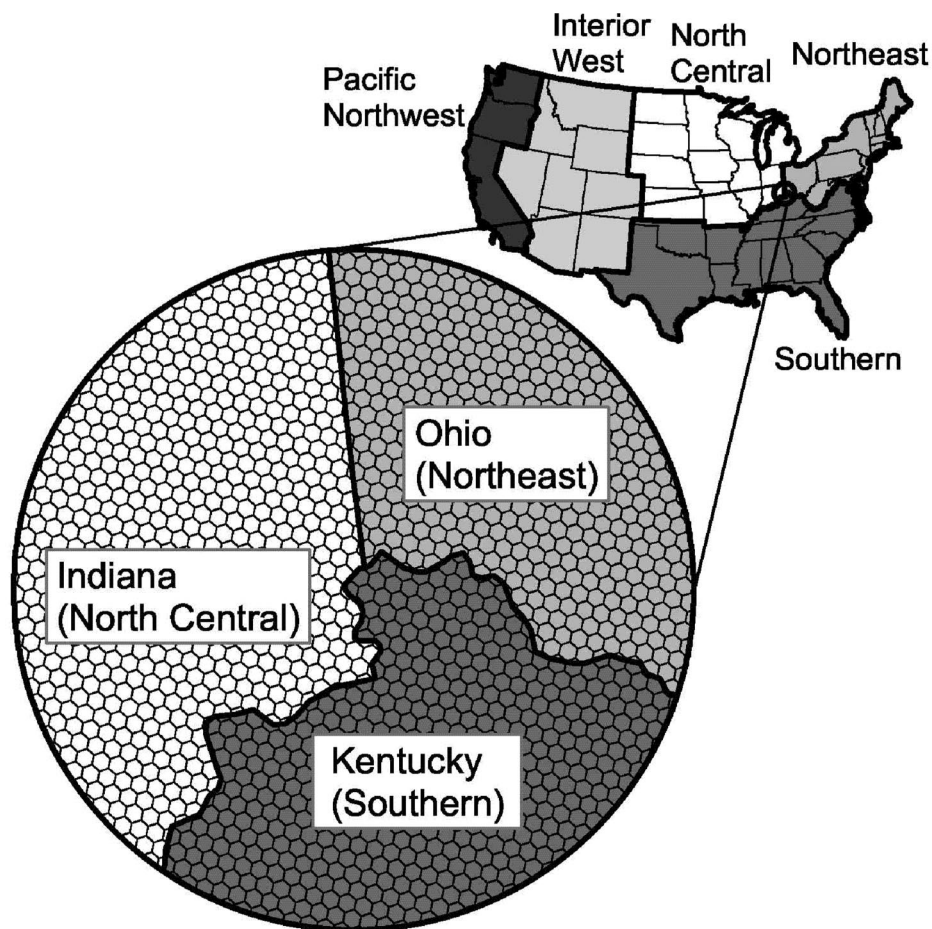 Pacific
Northwest
Interior
West
North
Central
Northeast
Southern
Ohio
(Northeast)
Indiana
(North Central)
Kentucky
(Southern)